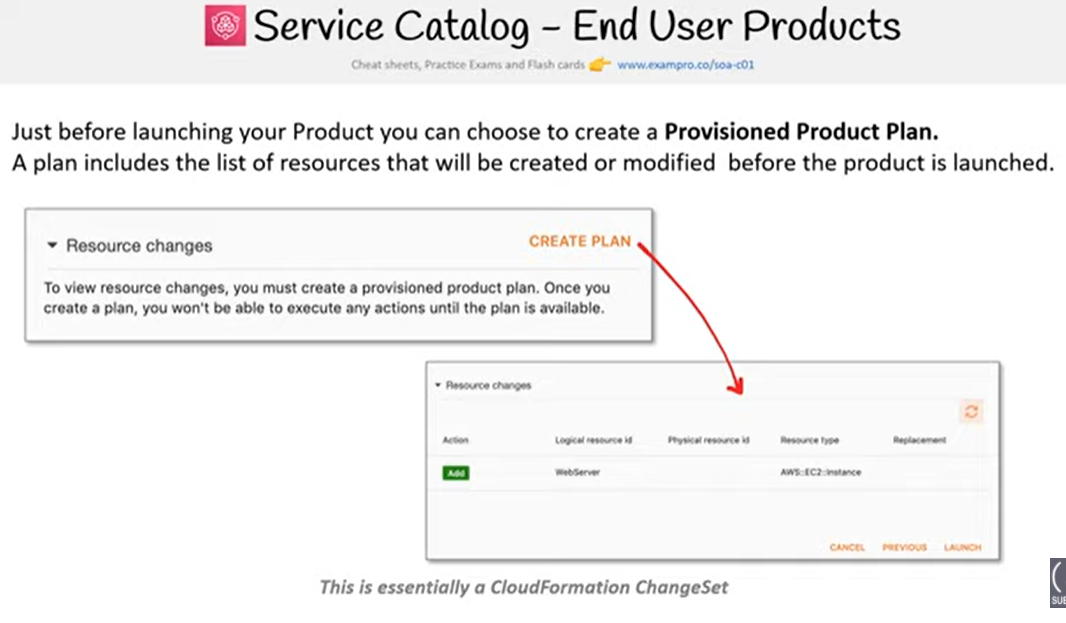 Service Catalog – End User Products
Cheat sheets, Practice Exams and Flash cards 👉 www.exampro.co/soa-c01
Just before launching your Product you can choose to create a Provisioned Product Plan.
A plan includes the list of resources that will be created or modified before the product is launched.
Resource changes
CREATE PLAN
To view resource changes, you must create a provisioned product plan. Once you
create a plan, you won't be able to execute any actions until the plan is available.
Resource changes
Action Logical resource id Physical resource id Resource type Replacement
Add WebServer AWS::EC2::Instance
CANCEL PREVIOUS LAUNCH
This is essentially a CloudFormation ChangeSet